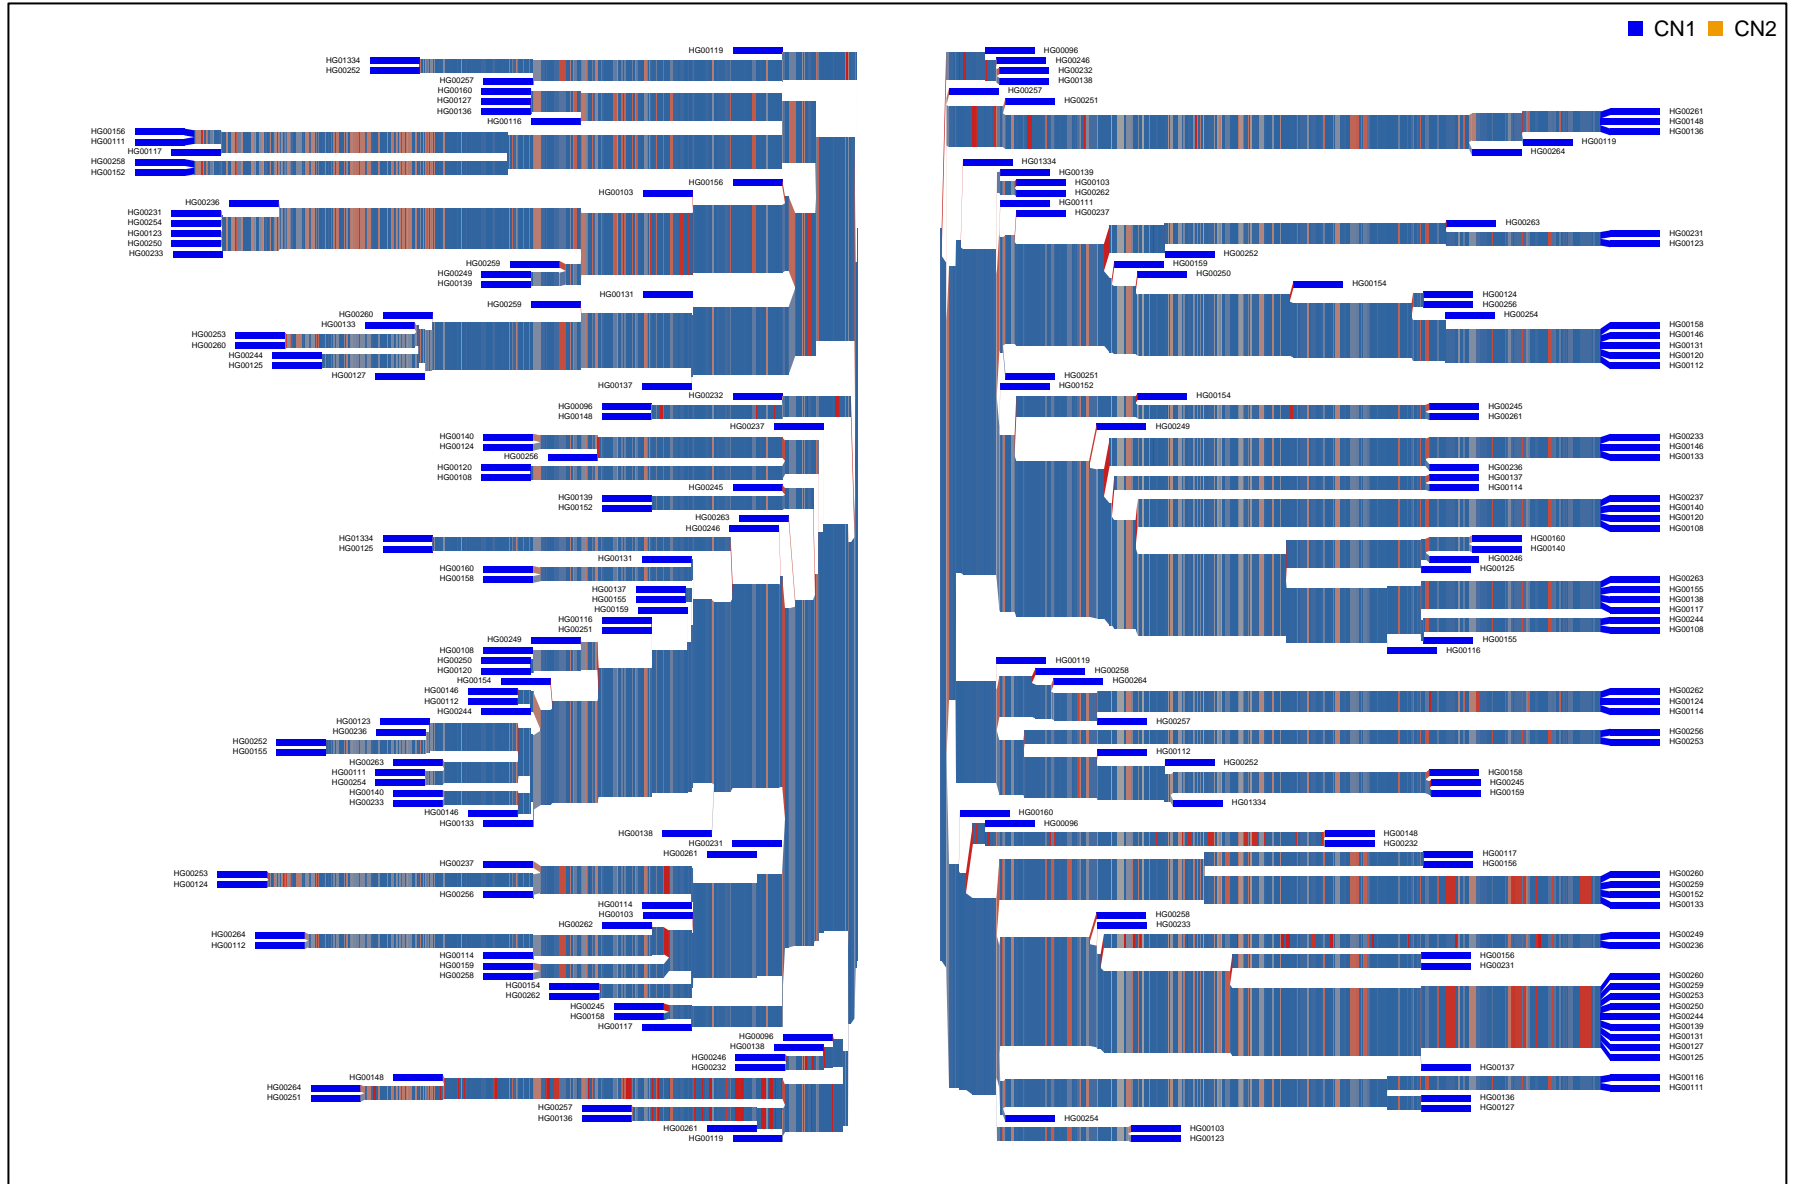 CN1 CN2
HG00119
HG01334
HG00252
HG00257
HG00160
HG00127
HG00136
HG00116
HG00156
HG00111
HG00117
HG00258
HG00152
HG00156
HG00103
HG00236
HG00231
HG00254
HG00123
HG00250
HG00233
HG00259
HG00249
HG00139
HG00131
HG00259
HG00260
HG00133
HG00253
HG00260
HG00244
HG00125
HG00127
HG00137
HG00232
HG00096
HG00148
HG00237
HG00140
HG00124
HG00256
HG00120
HG00108
HG00245
HG00139
HG00152
HG00263
HG00246
HG01334
HG00125
HG00131
HG00160
HG00158
HG00137
HG00155
HG00159
HG00116
HG00251
HG00249
HG00108
HG00250
HG00120
HG00154
HG00146
HG00112
HG00244
HG00123
HG00236
HG00252
HG00155
HG00263
HG00111
HG00254
HG00140
HG00233
HG00146
HG00133
HG00138
HG00231
HG00261
HG00237
HG00253
HG00124
HG00256
HG00114
HG00103
HG00262
HG00264
HG00112
HG00114
HG00159
HG00258
HG00154
HG00262
HG00245
HG00158
HG00117
HG00096
HG00138
HG00246
HG00232
HG00148
HG00264
HG00251
HG00257
HG00136
HG00261
HG00119
HG00096
HG00246
HG00232
HG00138
HG00257
HG00251
HG00261
HG00148
HG00136
HG00119
HG00264
HG01334
HG00139
HG00103
HG00262
HG00111
HG00237
HG00263
HG00231
HG00123
HG00252
HG00159
HG00250
HG00154
HG00124
HG00256
HG00254
HG00158
HG00146
HG00131
HG00120
HG00112
HG00251
HG00152
HG00154
HG00245
HG00261
HG00249
HG00233
HG00146
HG00133
HG00236
HG00137
HG00114
HG00237
HG00140
HG00120
HG00108
HG00160
HG00140
HG00246
HG00125
HG00263
HG00155
HG00138
HG00117
HG00244
HG00108
HG00155
HG00116
HG00119
HG00258
HG00264
HG00262
HG00124
HG00114
HG00257
HG00256
HG00253
HG00112
HG00252
HG00158
HG00245
HG00159
HG01334
HG00160
HG00096
HG00148
HG00232
HG00117
HG00156
HG00260
HG00259
HG00152
HG00133
HG00258
HG00233
HG00249
HG00236
HG00156
HG00231
HG00260
HG00259
HG00253
HG00250
HG00244
HG00139
HG00131
HG00127
HG00125
HG00137
HG00116
HG00111
HG00136
HG00127
HG00254
HG00103
HG00123